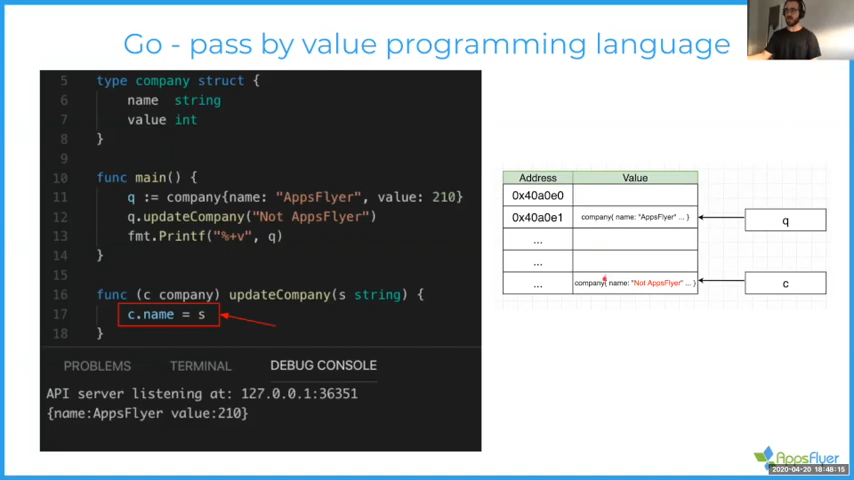 Go - pass by value programming language
5 type company struct {
6 name string
7 value int
8 }
9
10 func main() {
11 q := company{name: "AppsFlyer", value: 210}
12 q.updateCompany("Not AppsFlyer")
13 fmt.Printf("%+v", q)
14 }
15
16 func (c company) updateCompany(s string) {
17 c.name = s
18 }
PROBLEMS TERMINAL DEBUG CONSOLE
API server listening at: 127.0.0.1:36351
{name:AppsFlyer value:210}
Address Value
0x40a0e0
0x40a0e1 company{ name: "AppsFlyer" ... } q
...
...
... company{ name: "Not AppsFlyer" ... } c
AppsFlyer
2020-04-20 18:48:15